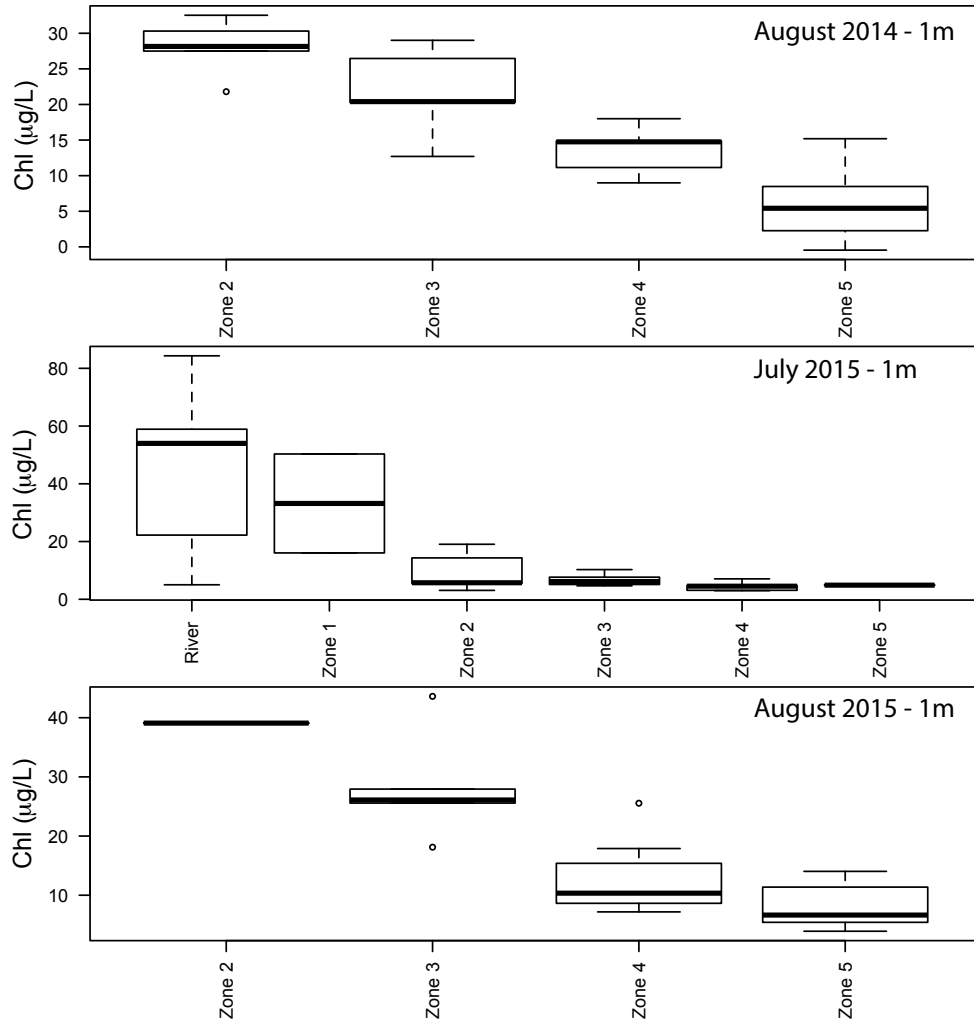 August 2014 - 1m
Chl (μg/L)
30
25
20
15
10
5
0
Zone 2
Zone 3
Zone 4
Zone 5
July 2015 - 1m
Chl (μg/L)
80
60
40
20
0
River
Zone 1
Zone 2
Zone 3
Zone 4
Zone 5
August 2015 - 1m
Chl (μg/L)
40
30
20
10
Zone 2
Zone 3
Zone 4
Zone 5